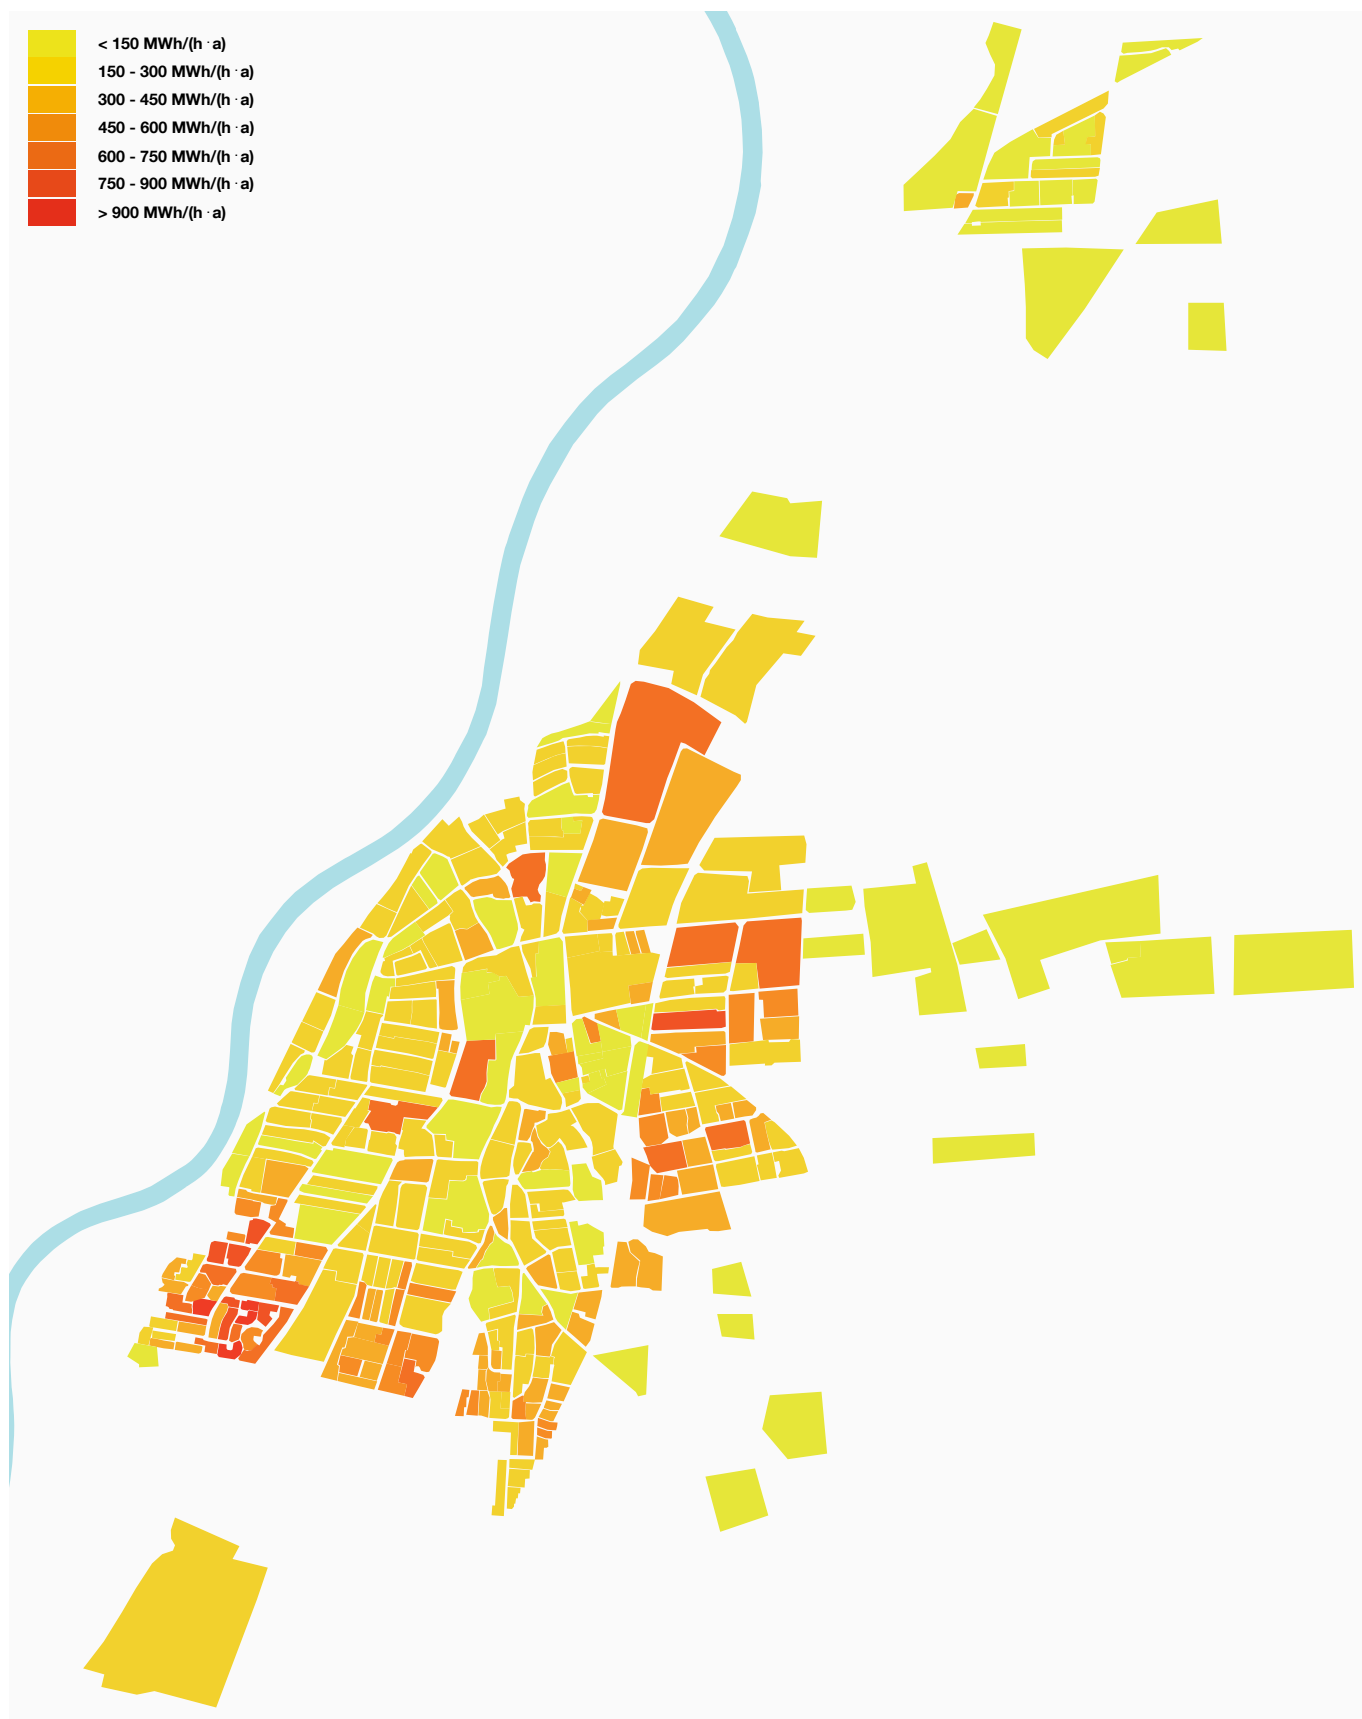 < 150 MWh/(h · a)
150 - 300 MWh/(h · a)
300 - 450 MWh/(h · a)
450 - 600 MWh/(h · a)
600 - 750 MWh/(h · a)
750 - 900 MWh/(h · a)
> 900 MWh/(h · a)